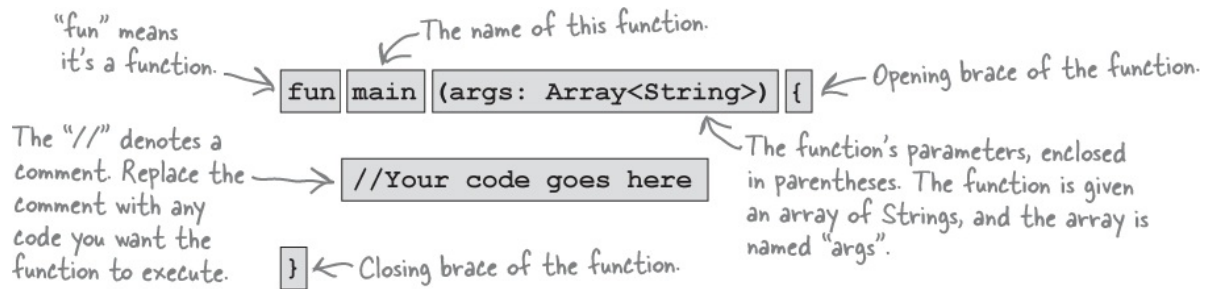 “fun” means
it’s a function.
The name of this function.
fun main (args: Array<String>) {
Opening brace of the function.
The “//” denotes a
comment. Replace the
comment with any
code you want the
function to execute.
//Your code goes here
The function’s parameters, enclosed
in parentheses. The function is given
an array of Strings, and the array is
named “args”.
}
Closing brace of the function.